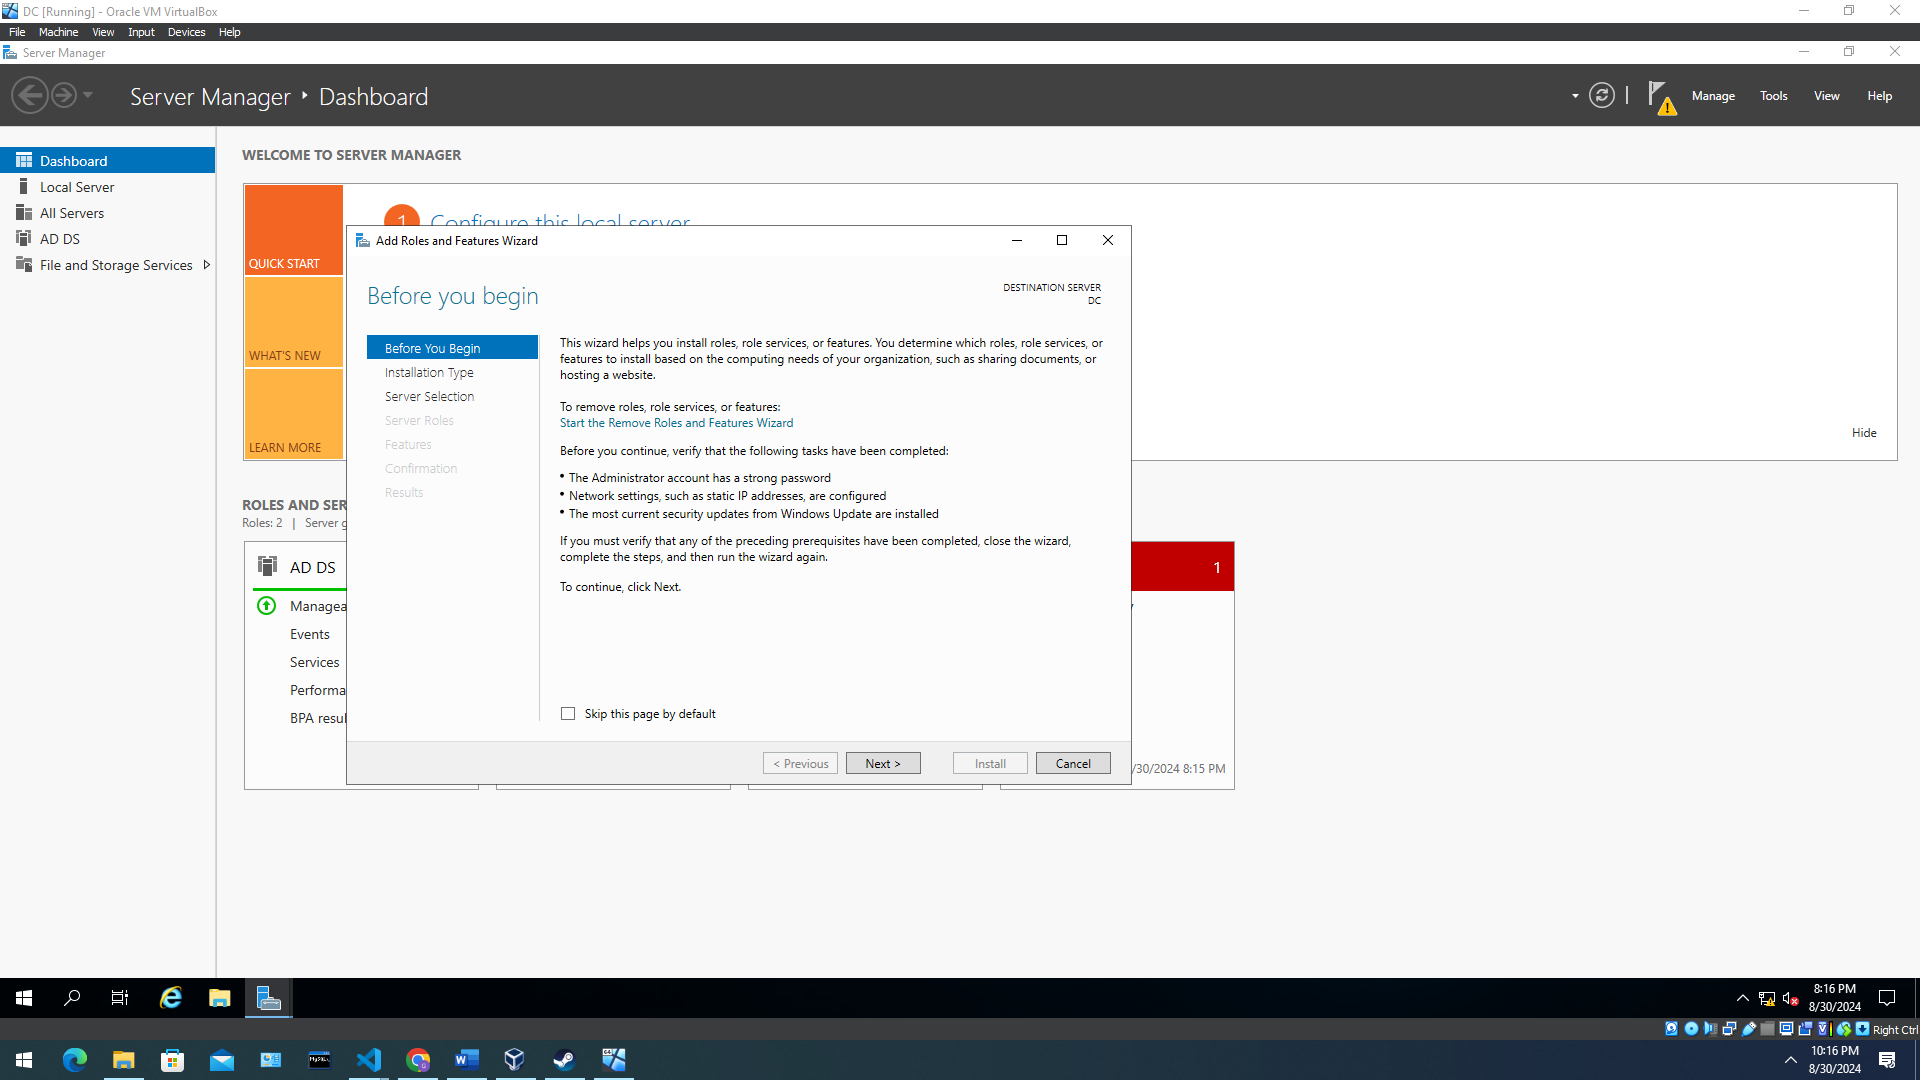 DC [Running] - Oracle VM VirtualBox
File Machine View Input Devices Help
Server Manager
Server Manager Dashboard
Manage Tools View Help
Dashboard
Local Server
All Servers
AD DS
File and Storage Services
WELCOME TO SERVER MANAGER
QUICK START
WHAT'S NEW
LEARN MORE
1 Configure this local server
Hide
ROLES AND SER
Roles: 2 | Server g
AD DS
Managea
Events
Services
Performa
BPA resul
1
/30/2024 8:15 PM
Add Roles and Features Wizard
Before you begin
DESTINATION SERVER
DC
Before You Begin
Installation Type
Server Selection
Server Roles
Features
Confirmation
Results
This wizard helps you install roles, role services, or features. You determine which roles, role services, or
features to install based on the computing needs of your organization, such as sharing documents, or
hosting a website.
To remove roles, role services, or features:
Start the Remove Roles and Features Wizard
Before you continue, verify that the following tasks have been completed:
• The Administrator account has a strong password
• Network settings, such as static IP addresses, are configured
• The most current security updates from Windows Update are installed
If you must verify that any of the preceding prerequisites have been completed, close the wizard,
complete the steps, and then run the wizard again.
To continue, click Next.
Skip this page by default
< Previous Next > Install Cancel
8:16 PM
8/30/2024
Right Ctrl
MySQL
10:16 PM
8/30/2024